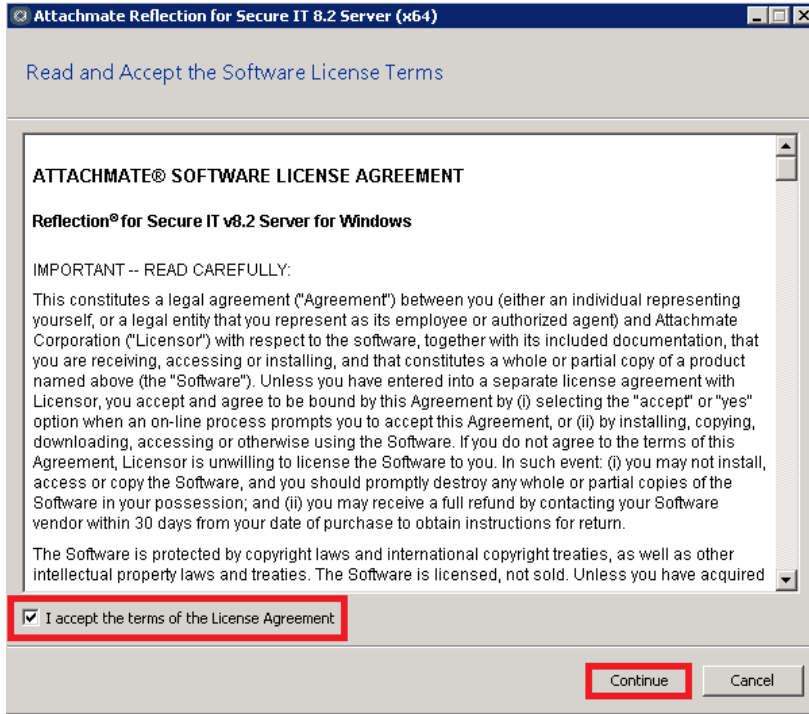 Attachmate Reflection for Secure IT 8.2 Server (x64)
Read and Accept the Software License Terms
ATTACHMATE® SOFTWARE LICENSE AGREEMENT
Reflection® for Secure IT v8.2 Server for Windows
IMPORTANT -- READ CAREFULLY:
This constitutes a legal agreement ("Agreement") between you (either an individual representing
yourself, or a legal entity that you represent as its employee or authorized agent) and Attachmate
Corporation ("Licensor") with respect to the software, together with its included documentation, that
you are receiving, accessing or installing, and that constitutes a whole or partial copy of a product
named above (the "Software"). Unless you have entered into a separate license agreement with
Licensor, you accept and agree to be bound by this Agreement by (i) selecting the "accept" or "yes"
option when an on-line process prompts you to accept this Agreement, or (ii) by installing, copying,
downloading, accessing or otherwise using the Software. If you do not agree to the terms of this
Agreement, Licensor is unwilling to license the Software to you. In such event: (i) you may not install,
access or copy the Software, and you should promptly destroy any whole or partial copies of the
Software in your possession; and (ii) you may receive a full refund by contacting your Software
vendor within 30 days from your date of purchase to obtain instructions for return.
The Software is protected by copyright laws and international copyright treaties, as well as other
intellectual property laws and treaties. The Software is licensed, not sold. Unless you have acquired
I accept the terms of the License Agreement
Continue
Cancel